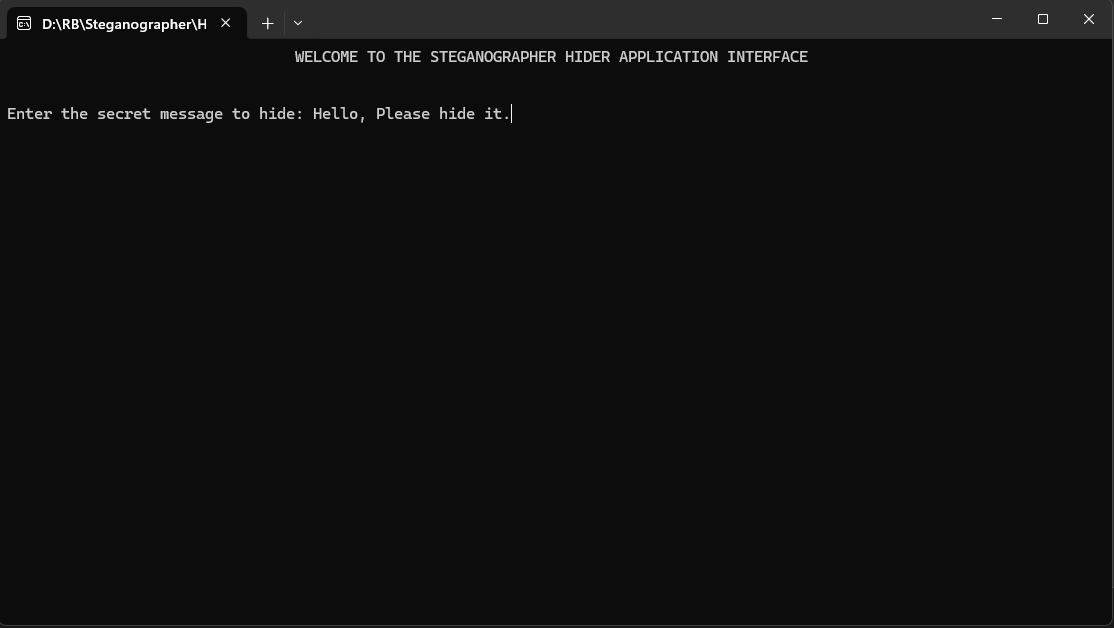 D:\RB\Steganographer\H
WELCOME TO THE STEGANOGRAPHER HIDER APPLICATION INTERFACE
Enter the secret message to hide: Hello, Please hide it.